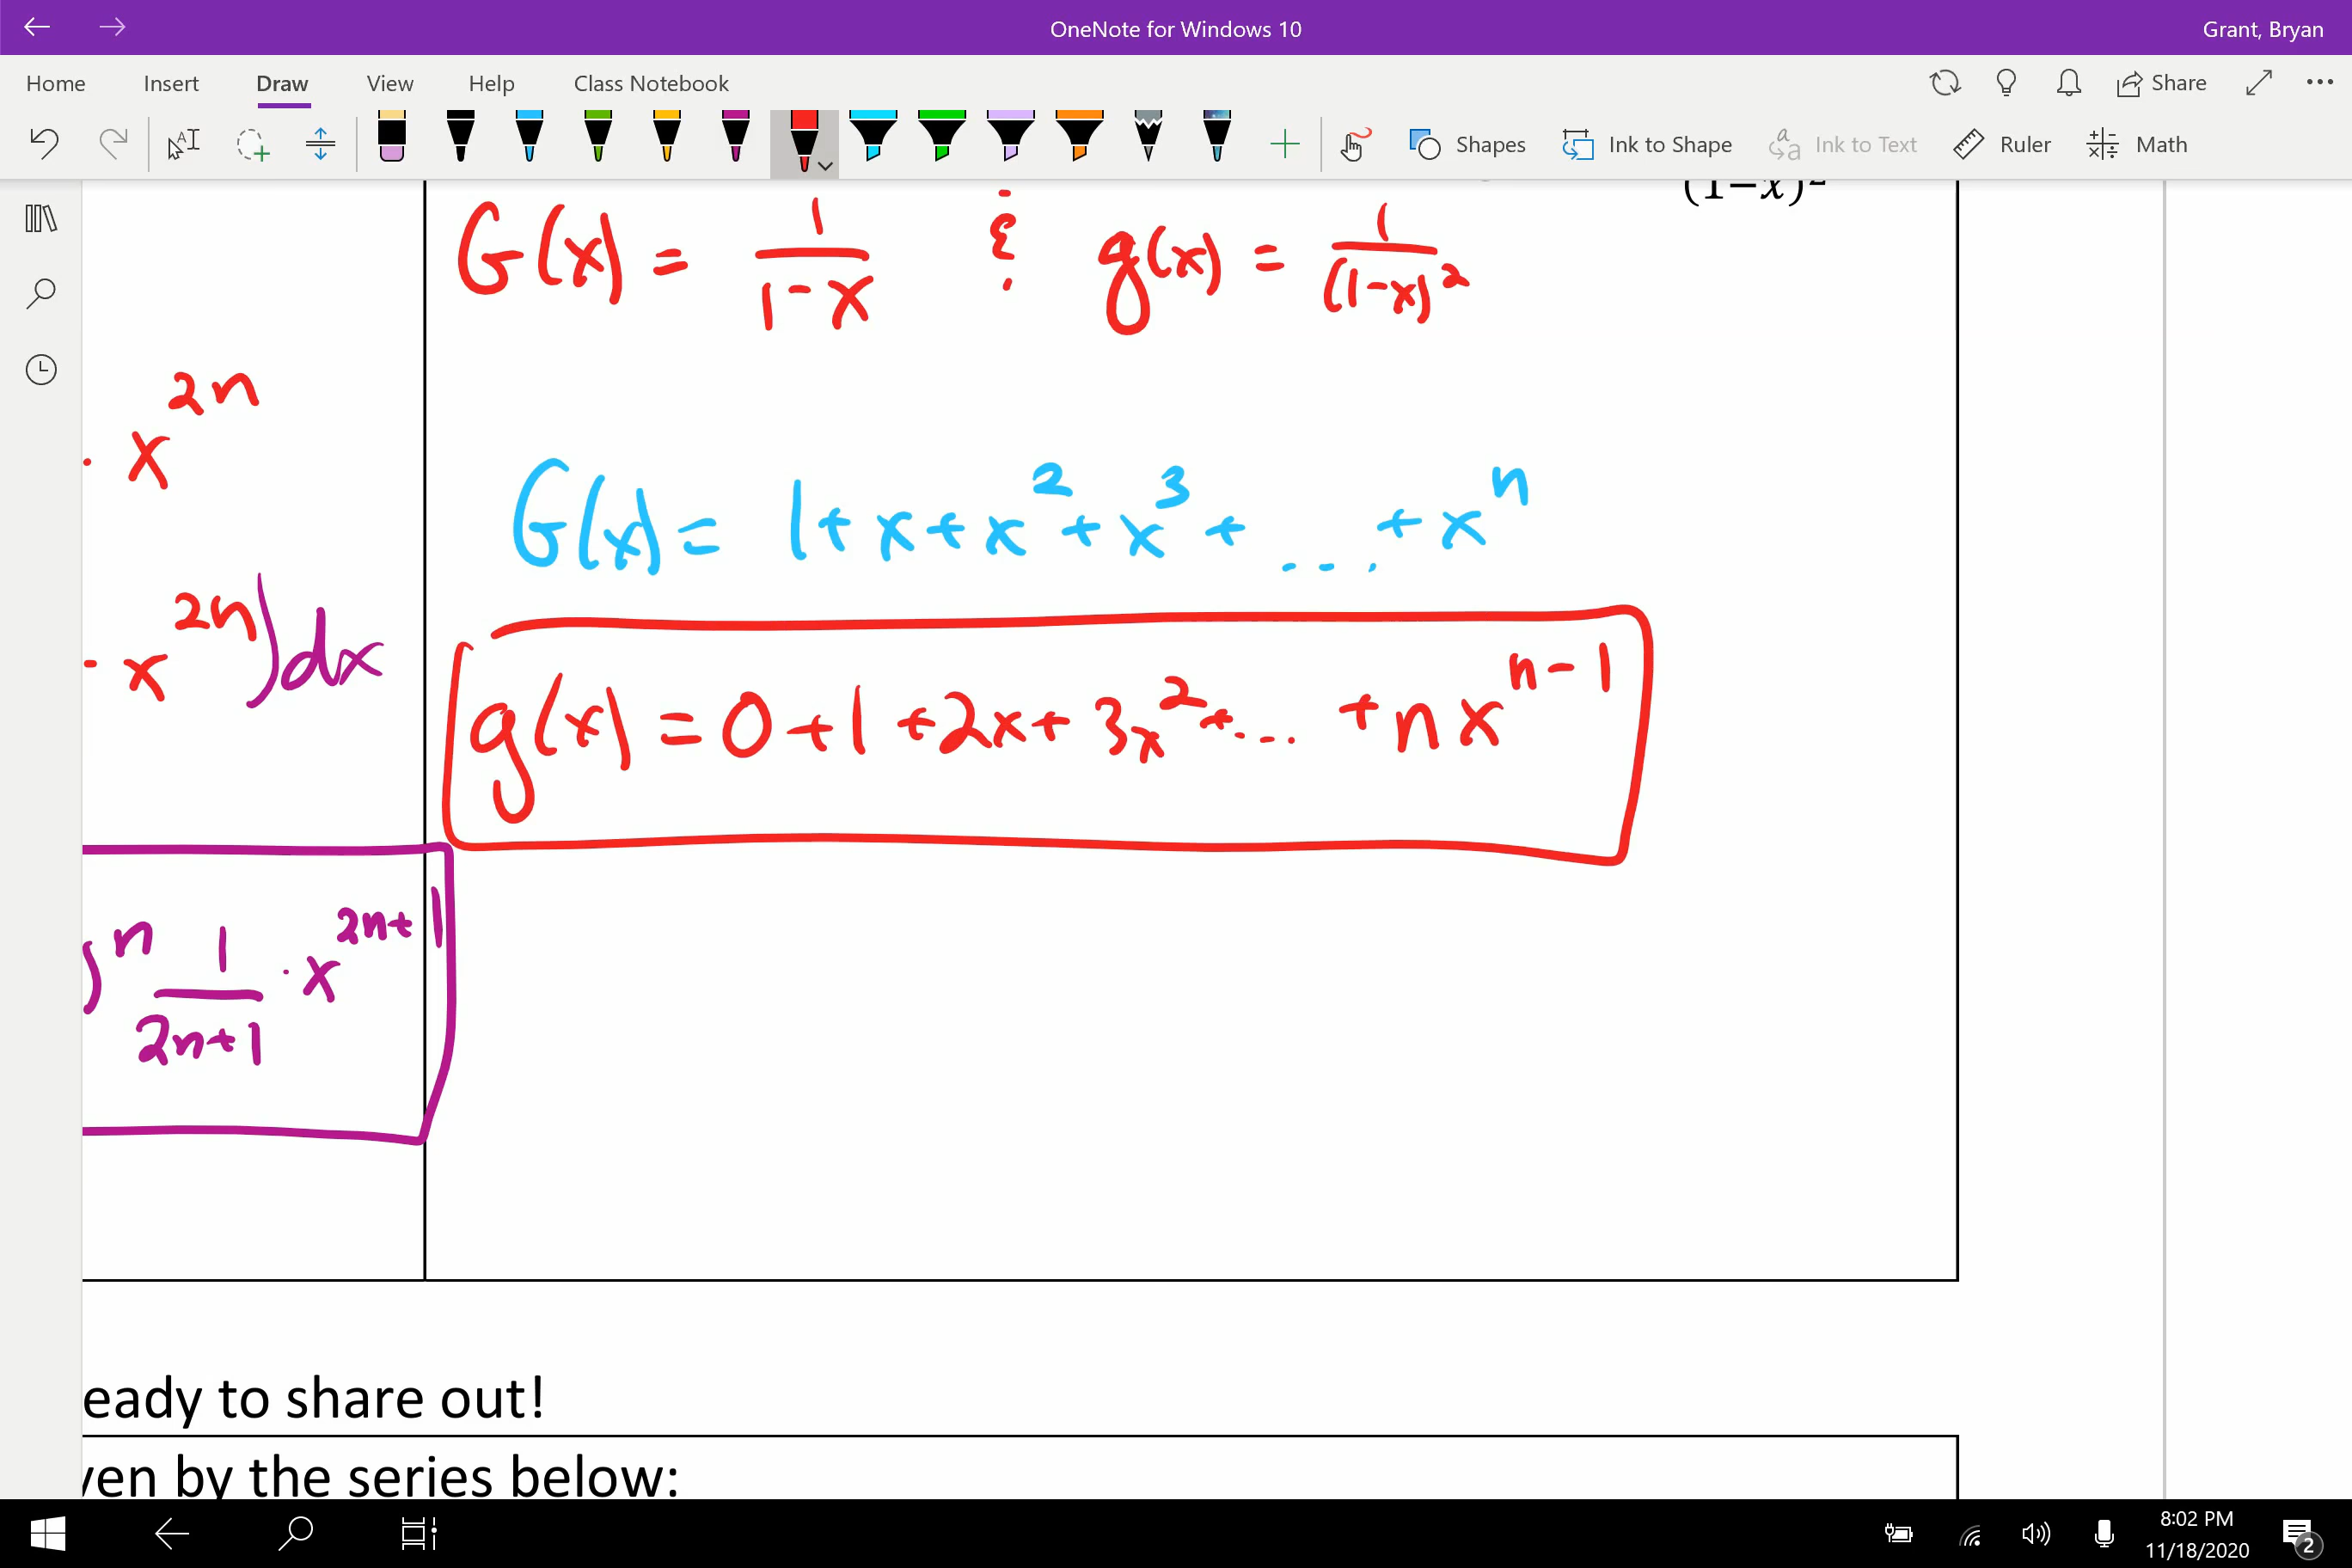 OneNote for Windows 10
Grant, Bryan
Home Insert Draw View Help Class Notebook Share
Shapes Ink to Shape Ink to Text Ruler Math
(1−x)²
G(x) = 1/(1-x) & g(x) = 1/(1-x)²
· x^2n
G(x) = 1 + x + x² + x³ + .... + x^n
x^2n)dx
g(x) = 0 + 1 + 2x + 3x² + ... + nx^(n-1)
)^n 1/(2n+1) · x^(2n+1)
eady to share out!
ven by the series below:
8:02 PM
11/18/2020
2